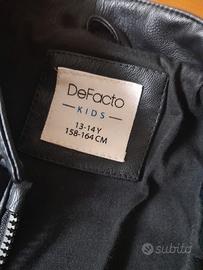 DeFacto
KIDS
13-14Y
158-164 CM
subito